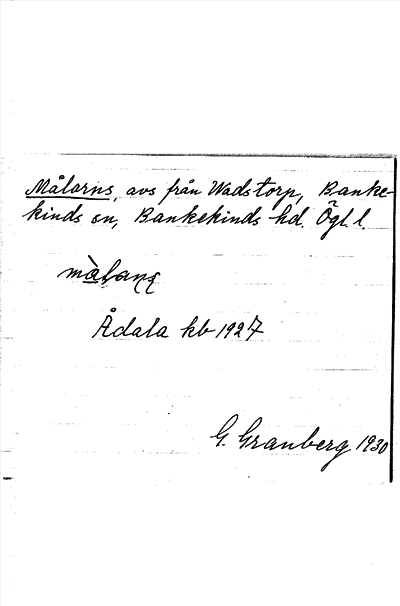 Målarns, avs från Wadstorp, Banke-
kinds sn, Bankekinds hd. Ögl. l.
Ådala kb 1927
G. Granberg 1930